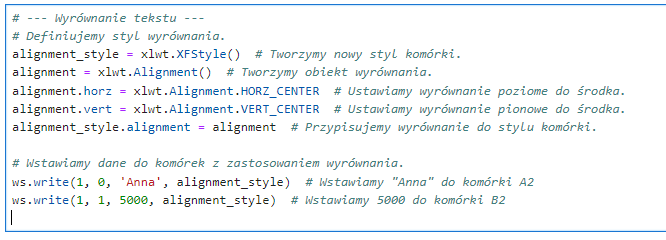 # --- Wyrównanie tekstu ---
# Definiujemy styl wyrównania.
alignment_style = xlwt.XFStyle()  # Tworzymy nowy styl komórki.
alignment = xlwt.Alignment()  # Tworzymy obiekt wyrównania.
alignment.horz = xlwt.Alignment.HORZ_CENTER  # Ustawiamy wyrównanie poziome do środka.
alignment.vert = xlwt.Alignment.VERT_CENTER  # Ustawiamy wyrównanie pionowe do środka.
alignment_style.alignment = alignment  # Przypisujemy wyrównanie do stylu komórki.
# Wstawiamy dane do komórek z zastosowaniem wyrównania.
ws.write(1, 0, 'Anna', alignment_style)  # Wstawiamy "Anna" do komórki A2
ws.write(1, 1, 5000, alignment_style)  # Wstawiamy 5000 do komórki B2